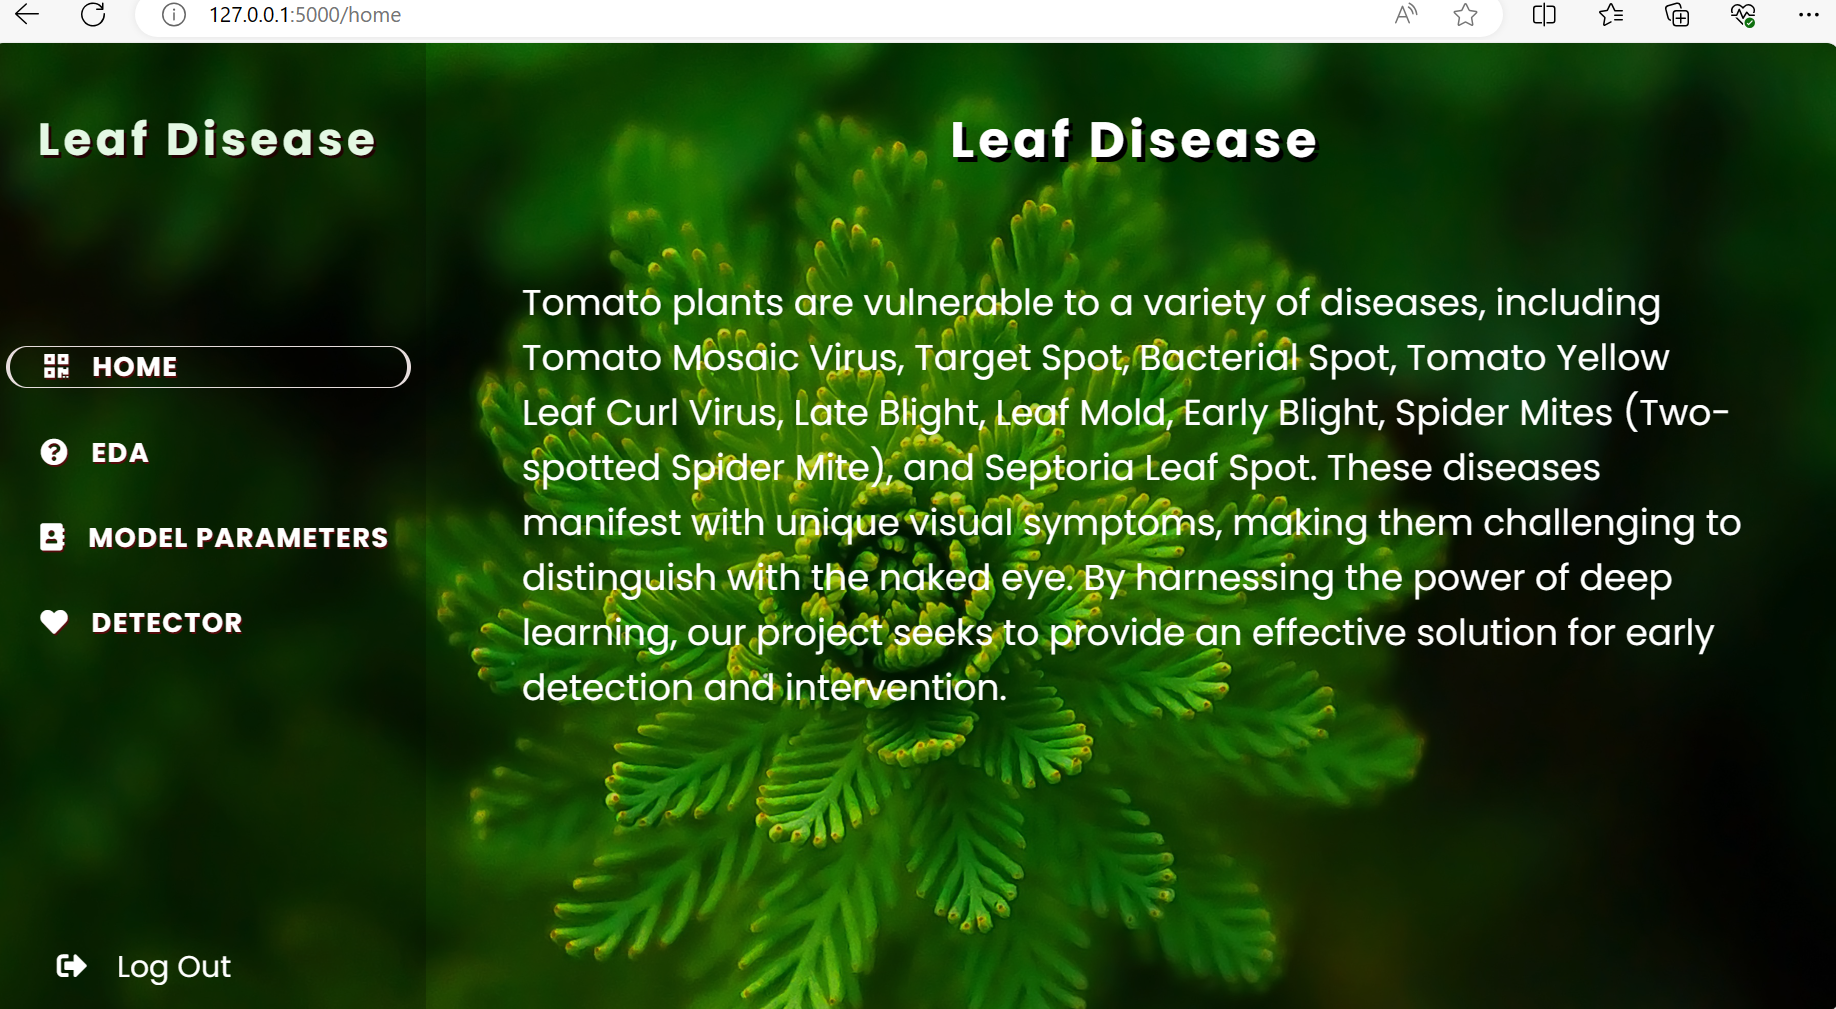 127.0.0.1:5000/home
Leaf Disease
HOME
EDA
MODEL PARAMETERS
DETECTOR
Log Out
Leaf Disease
Tomato plants are vulnerable to a variety of diseases, including
Tomato Mosaic Virus, Target Spot, Bacterial Spot, Tomato Yellow
Leaf Curl Virus, Late Blight, Leaf Mold, Early Blight, Spider Mites (Two-
spotted Spider Mite), and Septoria Leaf Spot. These diseases
manifest with unique visual symptoms, making them challenging to
distinguish with the naked eye. By harnessing the power of deep
learning, our project seeks to provide an effective solution for early
detection and intervention.